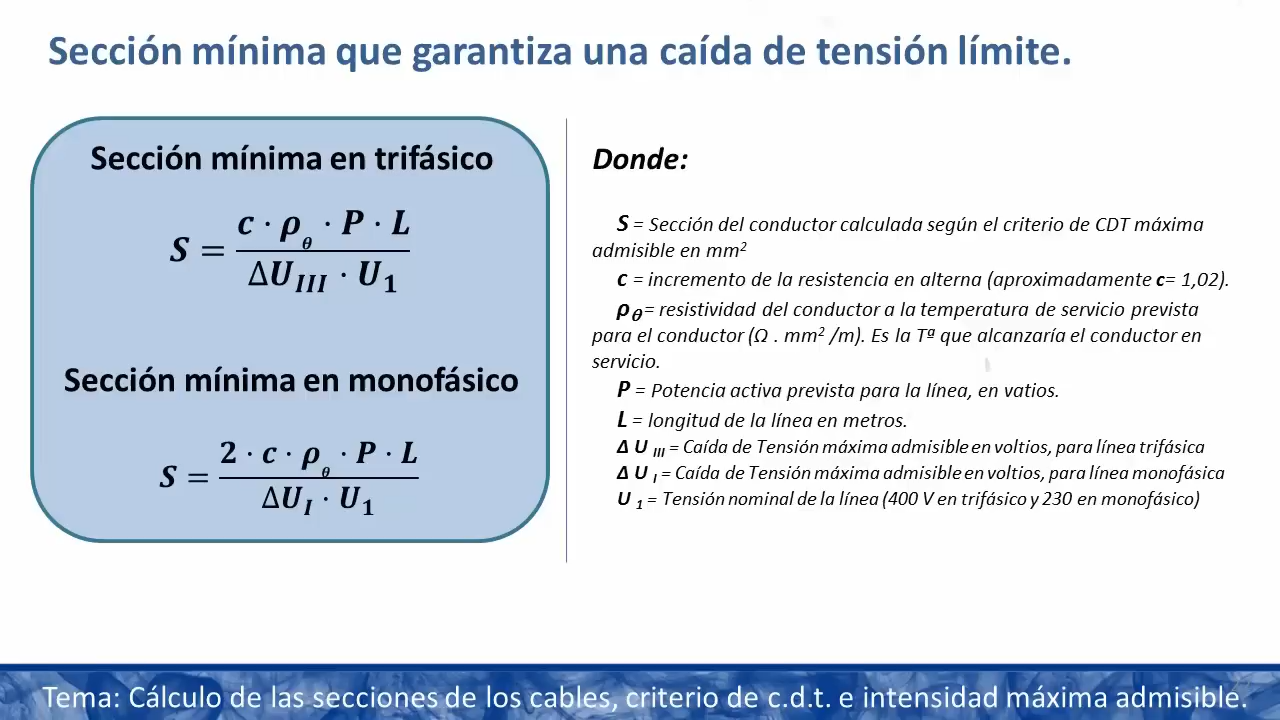 Sección mínima que garantiza una caída de tensión límite.
Sección mínima en trifásico
S = c · ρθ · P · L / ΔUIII · U1
Sección mínima en monofásico
S = 2 · c · ρθ · P · L / ΔUI · U1
Donde:
S = Sección del conductor calculada según el criterio de CDT máxima
admisible en mm²
c = incremento de la resistencia en alterna (aproximadamente c= 1,02).
ρθ= resistividad del conductor a la temperatura de servicio prevista
para el conductor (Ω . mm² /m). Es la Tª que alcanzaría el conductor en
servicio.
P = Potencia activa prevista para la línea, en vatios.
L = longitud de la línea en metros.
Δ U III = Caída de Tensión máxima admisible en voltios, para línea trifásica
Δ U I = Caída de Tensión máxima admisible en voltios, para línea monofásica
U 1 = Tensión nominal de la línea (400 V en trifásico y 230 en monofásico)
Tema: Cálculo de las secciones de los cables, criterio de c.d.t. e intensidad máxima admisible.